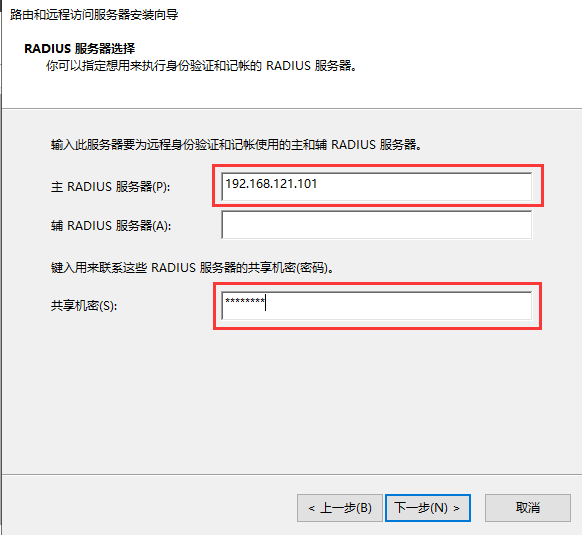 路由和远程访问服务器安装向导
RADIUS 服务器选择
你可以指定想用来执行身份验证和记帐的 RADIUS 服务器。
输入此服务器要为远程身份验证和记帐使用的主和辅 RADIUS 服务器。
主 RADIUS 服务器(P):
192.168.121.101
辅 RADIUS 服务器(A):
键入用来联系这些 RADIUS 服务器的共享机密(密码)。
共享机密(S):
********
< 上一步(B)
下一步(N) >
取消